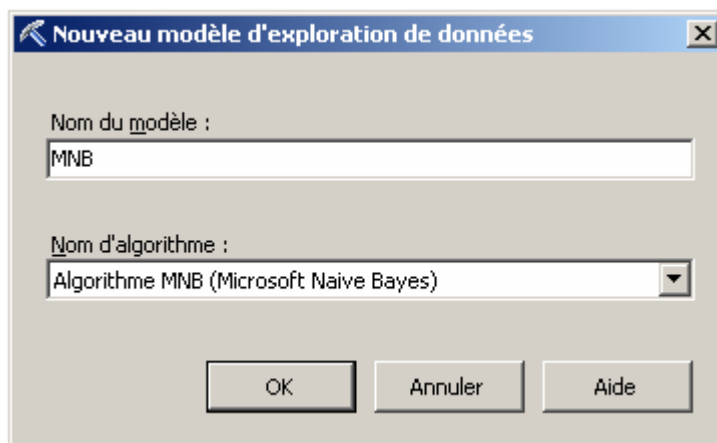 Nouveau modèle d'exploration de données
Nom du modèle :
MNB
Nom d'algorithme :
Algorithme MNB (Microsoft Naive Bayes)
OK Annuler Aide